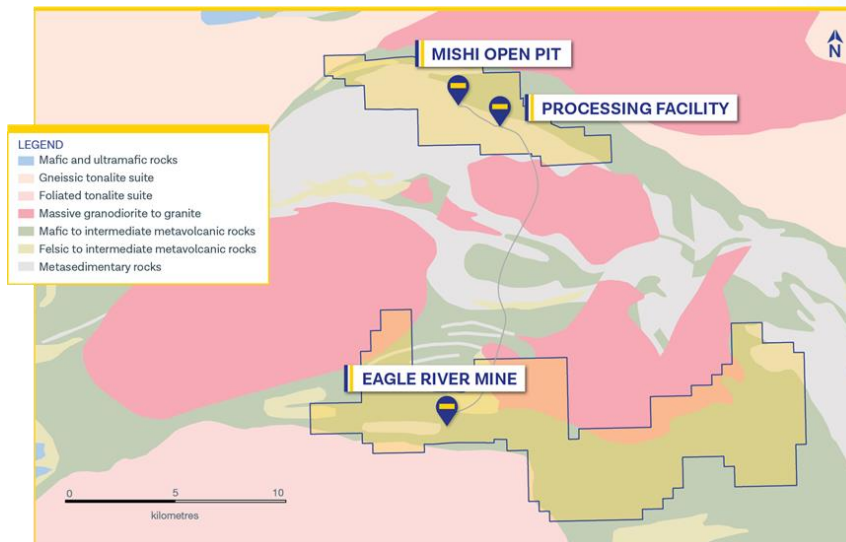 MISHI OPEN PIT
N
PROCESSING FACILITY
LEGEND
Mafic and ultramafic rocks
Gneissic tonalite suite
Foliated tonalite suite
Massive granodiorite to granite
Mafic to intermediate metavolcanic rocks
Felsic to intermediate metavolcanic rocks
Metasedimentary rocks
EAGLE RIVER MINE
0 5 10
kilometres